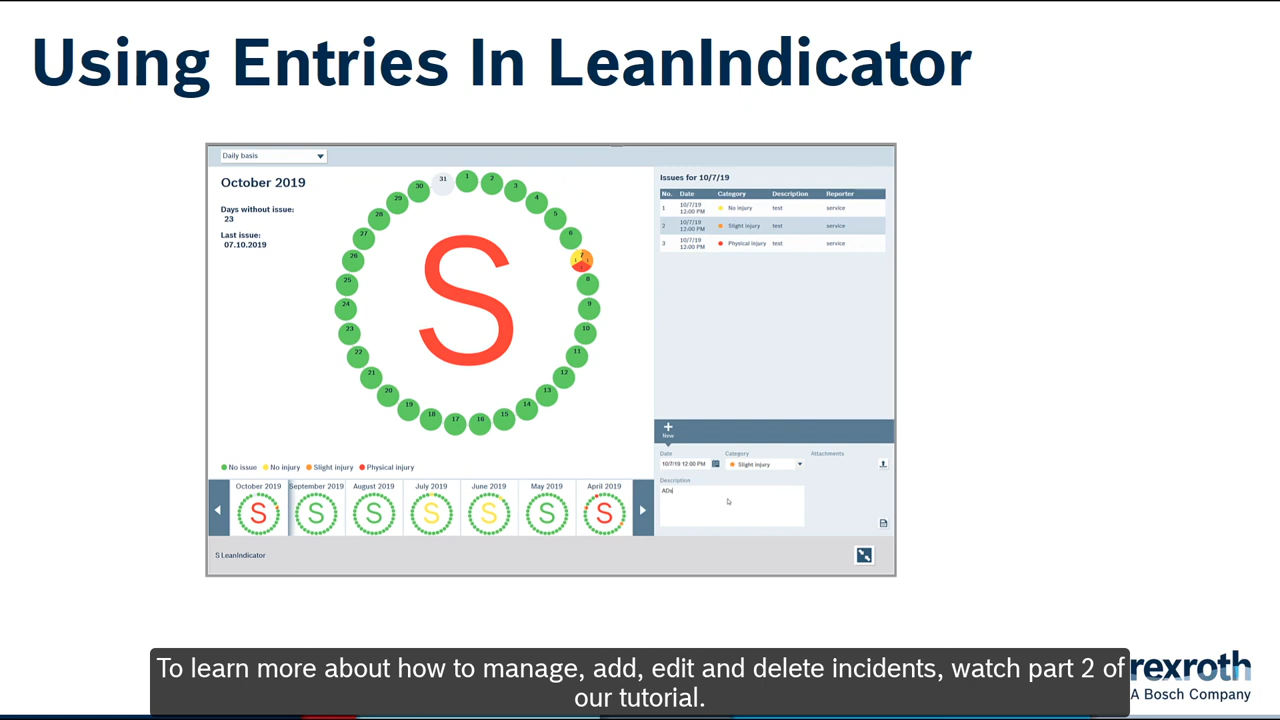 Using Entries In LeanIndicator
Daily basis
October 2019
Days without issue:
23
Last issue:
07.10.2019
1
2
3
4
5
6
8
9
10
11
12
13
14
15
16
17
18
19
20
21
22
23
24
25
26
27
28
29
30
31
S
No issue No injury Slight injury Physical injury
October 2019 September 2019 August 2019 July 2019 June 2019 May 2019 April 2019
S S S S S S S
S LeanIndicator
Issues for 10/7/19
No. Date Category Description Reporter
1 10/7/19 12:00 PM No injury test service
2 10/7/19 12:00 PM Slight injury test service
3 10/7/19 12:00 PM Physical injury test service
New
Date Category Attachments
10/7/19 12:00 PM Slight injury
Description
ADs
To learn more about how to manage, add, edit and delete incidents, watch part 2 of
our tutorial.
rexroth
A Bosch Company